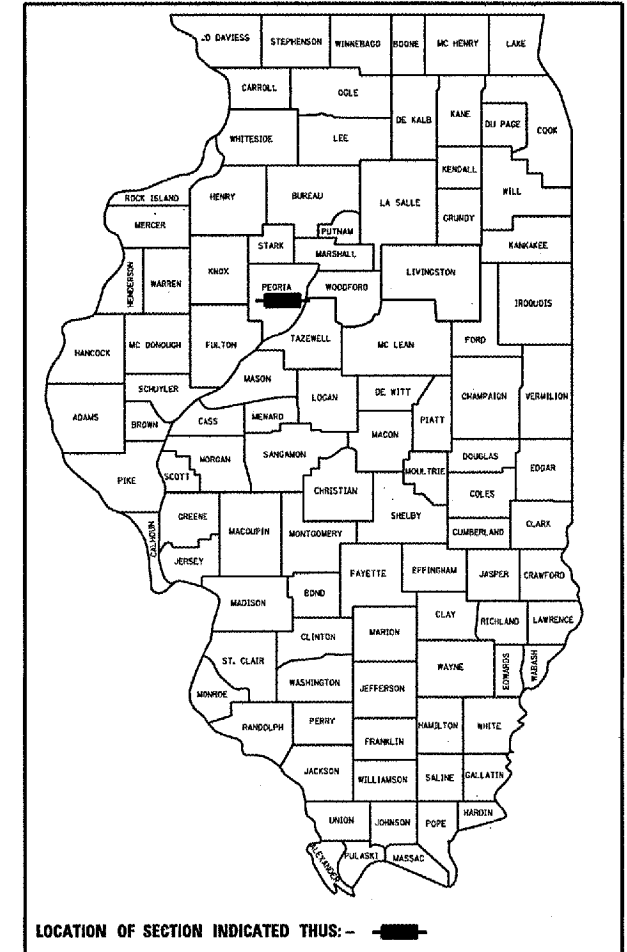 JO DAVIESS
STEPHENSON
WINNEBAGO
BOONE
MC HENRY
LAKE
CARROLL
OGLE
DE KALB
KANE
DU PAGE
COOK
WHITESIDE
LEE
KENDALL
WILL
ROCK ISLAND
HENRY
BUREAU
LA SALLE
GRUNDY
MERCER
PUTNAM
STARK
MARSHALL
KANKAKEE
HENDERSON
WARREN
KNOX
PEORIA
WOODFORD
LIVINGSTON
IROQUOIS
HANCOCK
MC DONOUGH
FULTON
TAZEWELL
MC LEAN
FORD
SCHUYLER
MASON
LOGAN
DE WITT
CHAMPAIGN
VERMILION
ADAMS
BROWN
CASS
MENARD
PIATT
MACON
MORGAN
SANGAMON
DOUGLAS
EDGAR
PIKE
SCOTT
CHRISTIAN
MOULTRIE
COLES
SHELBY
GREENE
MACOUPIN
MONTGOMERY
CUMBERLAND
CLARK
CALHOUN
JERSEY
FAYETTE
EFFINGHAM
JASPER
CRAWFORD
MADISON
BOND
CLAY
RICHLAND
LAWRENCE
CLINTON
MARION
ST. CLAIR
WAYNE
EDWARDS
WABASH
WASHINGTON
JEFFERSON
MONROE
RANDOLPH
PERRY
HAMILTON
WHITE
FRANKLIN
JACKSON
WILLIAMSON
SALINE
GALLATIN
UNION
JOHNSON
POPE
HARDIN
ALEXANDER
PULASKI
MASSAC
LOCATION OF SECTION INDICATED THUS: –